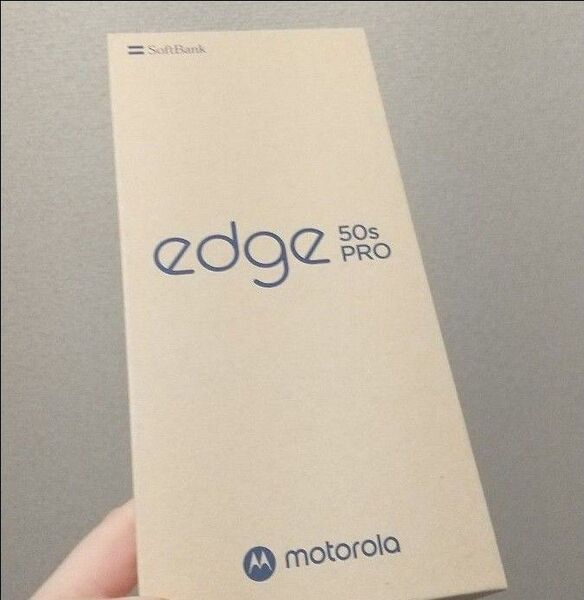 SoftBank
edge 50s
PRO
motorola